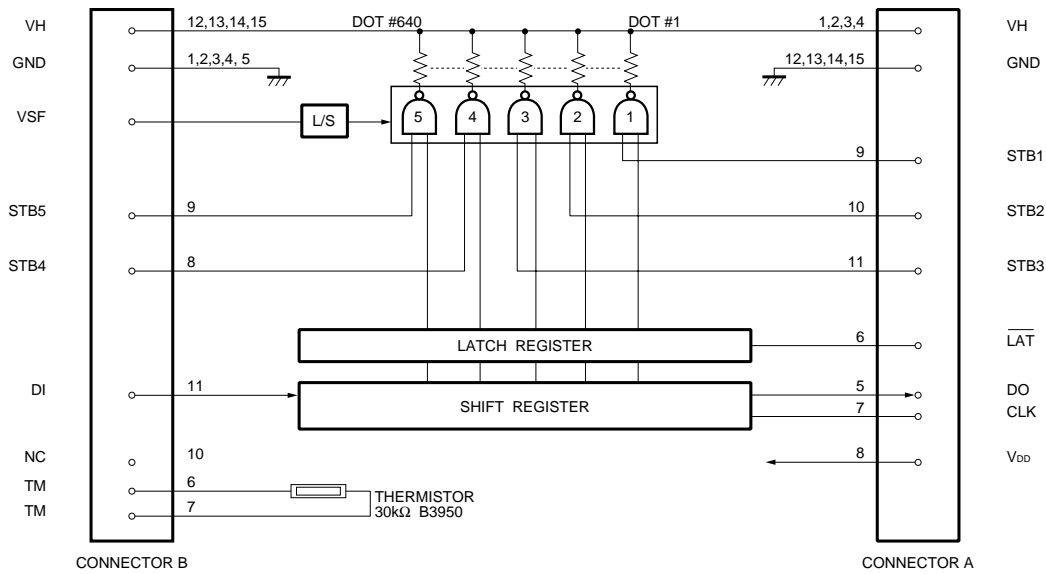 VH 12,13,14,15 DOT #640 DOT #1 1,2,3,4 VH
GND 1,2,3,4, 5 12,13,14,15 GND
VSF L/S 5 4 3 2 1
9 STB1
STB5 9 10 STB2
STB4 8 11 STB3
LATCH REGISTER 6 L̅A̅T̅
DI 11 5 DO
SHIFT REGISTER 7 CLK
NC 10 8 VDD
TM 6
THERMISTOR
TM 7 30kΩ B3950
CONNECTOR B CONNECTOR A